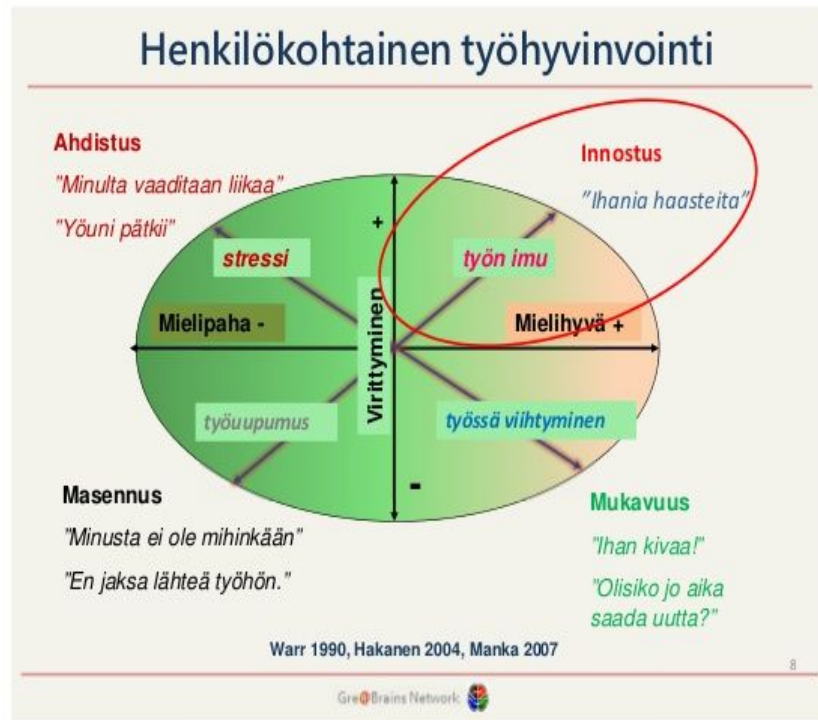 Henkilökohtainen työhyvinvointi
Ahdistus
"Minulta vaaditaan liikaa"
"Yöuni pätkii"
Innostus
"Ihania haasteita"
+
stressi
työn imu
Mielipaha -
Virittyminen
Mielihyvä +
työuupumus
työssä viihtyminen
-
Masennus
"Minusta ei ole mihinkään"
"En jaksa lähteä työhön."
Mukavuus
"Ihan kivaa!"
"Olisiko jo aika
saada uutta?"
Warr 1990, Hakanen 2004, Manka 2007
8
Gre@Brains Network